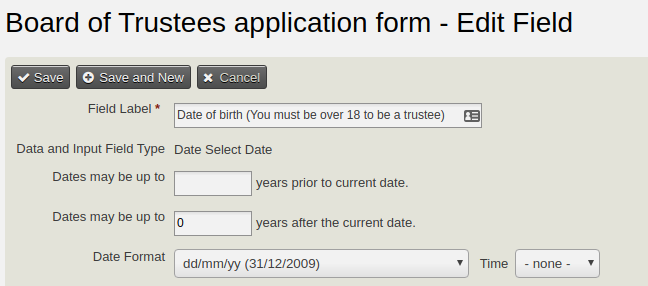 Board of Trustees application form - Edit Field
Save Save and New Cancel
Field Label * Date of birth (You must be over 18 to be a trustee)
Data and Input Field Type Date Select Date
Dates may be up to years prior to current date.
Dates may be up to 0 years after the current date.
Date Format dd/mm/yy (31/12/2009) Time - none -